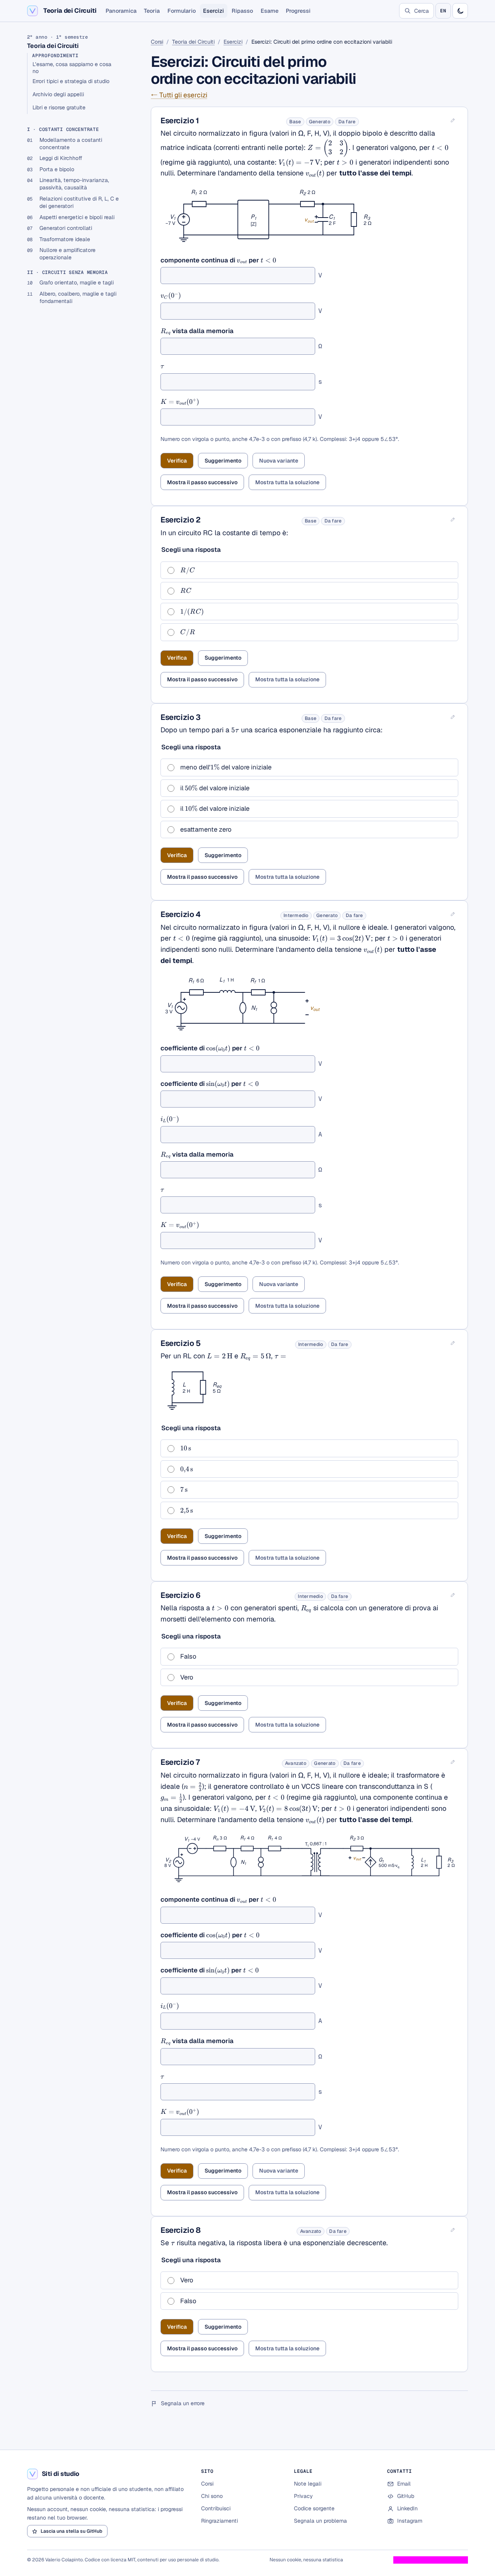 Teoria dei Circuiti
Panoramica Teoria Formulario Esercizi Ripasso Esame Progressi
Cerca EN
2° anno · 1° semestre
Teoria dei Circuiti
APPROFONDIMENTI
L'esame, cosa sappiamo e cosa
no
Errori tipici e strategia di studio
Archivio degli appelli
Libri e risorse gratuite
I · COSTANTI CONCENTRATE
01 Modellamento a costanti
concentrate
02 Leggi di Kirchhoff
03 Porta e bipolo
04 Linearità, tempo-invarianza,
passività, causalità
05 Relazioni costitutive di R, L, C e
dei generatori
06 Aspetti energetici e bipoli reali
07 Generatori controllati
08 Trasformatore ideale
09 Nullore e amplificatore
operazionale
II · CIRCUITI SENZA MEMORIA
10 Grafo orientato, maglie e tagli
11 Albero, coalbero, maglie e tagli
fondamentali
Corsi / Teoria dei Circuiti / Esercizi / Esercizi: Circuiti del primo ordine con eccitazioni variabili
Esercizi: Circuiti del primo
ordine con eccitazioni variabili
← Tutti gli esercizi
Esercizio 1 Base Generato Da fare
Nel circuito normalizzato in figura (valori in Ω, F, H, V), il doppio bipolo è descritto dalla
matrice indicata (correnti entranti nelle porte): Z = (2 3 3 2). I generatori valgono, per t < 0
(regime già raggiunto), una costante: V1(t) = −7 V; per t > 0 i generatori indipendenti sono
nulli. Determinare l'andamento della tensione vout(t) per tutto l'asse dei tempi.
R1 2 Ω
R2 2 Ω
V1
−7 V
P1
[Z]
vout
C1
2 F
R3
2 Ω
componente continua di vout per t < 0
V
vC(0−)
V
Req vista dalla memoria
Ω
τ
s
K = vout(0+)
V
Numero con virgola o punto, anche 4,7e-3 o con prefisso (4,7 k). Complessi: 3+j4 oppure 5∠53°.
Verifica Suggerimento Nuova variante
Mostra il passo successivo Mostra tutta la soluzione
Esercizio 2 Base Da fare
In un circuito RC la costante di tempo è:
Scegli una risposta
R/C
RC
1/(RC)
C/R
Verifica Suggerimento
Mostra il passo successivo Mostra tutta la soluzione
Esercizio 3 Base Da fare
Dopo un tempo pari a 5τ una scarica esponenziale ha raggiunto circa:
Scegli una risposta
meno dell'1% del valore iniziale
il 50% del valore iniziale
il 10% del valore iniziale
esattamente zero
Verifica Suggerimento
Mostra il passo successivo Mostra tutta la soluzione
Esercizio 4 Intermedio Generato Da fare
Nel circuito normalizzato in figura (valori in Ω, F, H, V), il nullore è ideale. I generatori valgono,
per t < 0 (regime già raggiunto), una sinusoide: V1(t) = 3 cos(2t) V; per t > 0 i generatori
indipendenti sono nulli. Determinare l'andamento della tensione vout(t) per tutto l'asse
dei tempi.
R1 6 Ω
L1 1 H
R2 1 Ω
V1
3 V
N1
vout
coefficiente di cos(ω0t) per t < 0
V
coefficiente di sin(ω0t) per t < 0
V
iL(0−)
A
Req vista dalla memoria
Ω
τ
s
K = vout(0+)
V
Numero con virgola o punto, anche 4,7e-3 o con prefisso (4,7 k). Complessi: 3+j4 oppure 5∠53°.
Verifica Suggerimento Nuova variante
Mostra il passo successivo Mostra tutta la soluzione
Esercizio 5 Intermedio Da fare
Per un RL con L = 2 H e Req = 5 Ω, τ =
L
2 H
Req
5 Ω
Scegli una risposta
10 s
0,4 s
7 s
2,5 s
Verifica Suggerimento
Mostra il passo successivo Mostra tutta la soluzione
Esercizio 6 Intermedio Da fare
Nella risposta a t > 0 con generatori spenti, Req si calcola con un generatore di prova ai
morsetti dell'elemento con memoria.
Scegli una risposta
Falso
Vero
Verifica Suggerimento
Mostra il passo successivo Mostra tutta la soluzione
Esercizio 7 Avanzato Generato Da fare
Nel circuito normalizzato in figura (valori in Ω, F, H, V), il nullore è ideale; il trasformatore è
ideale (n = 2/3); il generatore controllato è un VCCS lineare con transconduttanza in S (
gm = 1/2). I generatori valgono, per t < 0 (regime già raggiunto), una componente continua e
una sinusoide: V1(t) = −4 V, V2(t) = 8 cos(3t) V; per t > 0 i generatori indipendenti sono
nulli. Determinare l'andamento della tensione vout(t) per tutto l'asse dei tempi.
V1 −4 V
V2
8 V
N1
T1 0,667 : 1
R2 3 Ω
vout
G1
L1
2 H
2 Ω
componente continua di vout per t < 0
V
coefficiente di cos(ω0t) per t < 0
V
coefficiente di sin(ω0t) per t < 0
V
iL(0−)
A
Req vista dalla memoria
Ω
τ
s
K = vout(0+)
V
Numero con virgola o punto, anche 4,7e-3 o con prefisso (4,7 k). Complessi: 3+j4 oppure 5∠53°.
Verifica Suggerimento Nuova variante
Mostra il passo successivo Mostra tutta la soluzione
Esercizio 8 Avanzato Da fare
Se τ risulta negativa, la risposta libera è una esponenziale decrescente.
Scegli una risposta
Vero
Falso
Verifica Suggerimento
Mostra il passo successivo Mostra tutta la soluzione
Segnala un errore
Siti di studio
Progetto personale e non ufficiale di uno studente, non affiliato
ad alcuna università o docente.
Nessun account, nessun cookie, nessuna statistica: i progressi
restano nel tuo browser.
Lascia una stella su GitHub
SITO
Corsi
Chi sono
Contribuisci
Ringraziamenti
LEGALE
Note legali
Privacy
Codice sorgente
Segnala un problema
CONTATTI
Email
GitHub
LinkedIn
Instagram
© 2026 Valerio Colapinto. Codice con licenza MIT, contenuti per uso personale di studio.
Nessun cookie, nessuna statistica